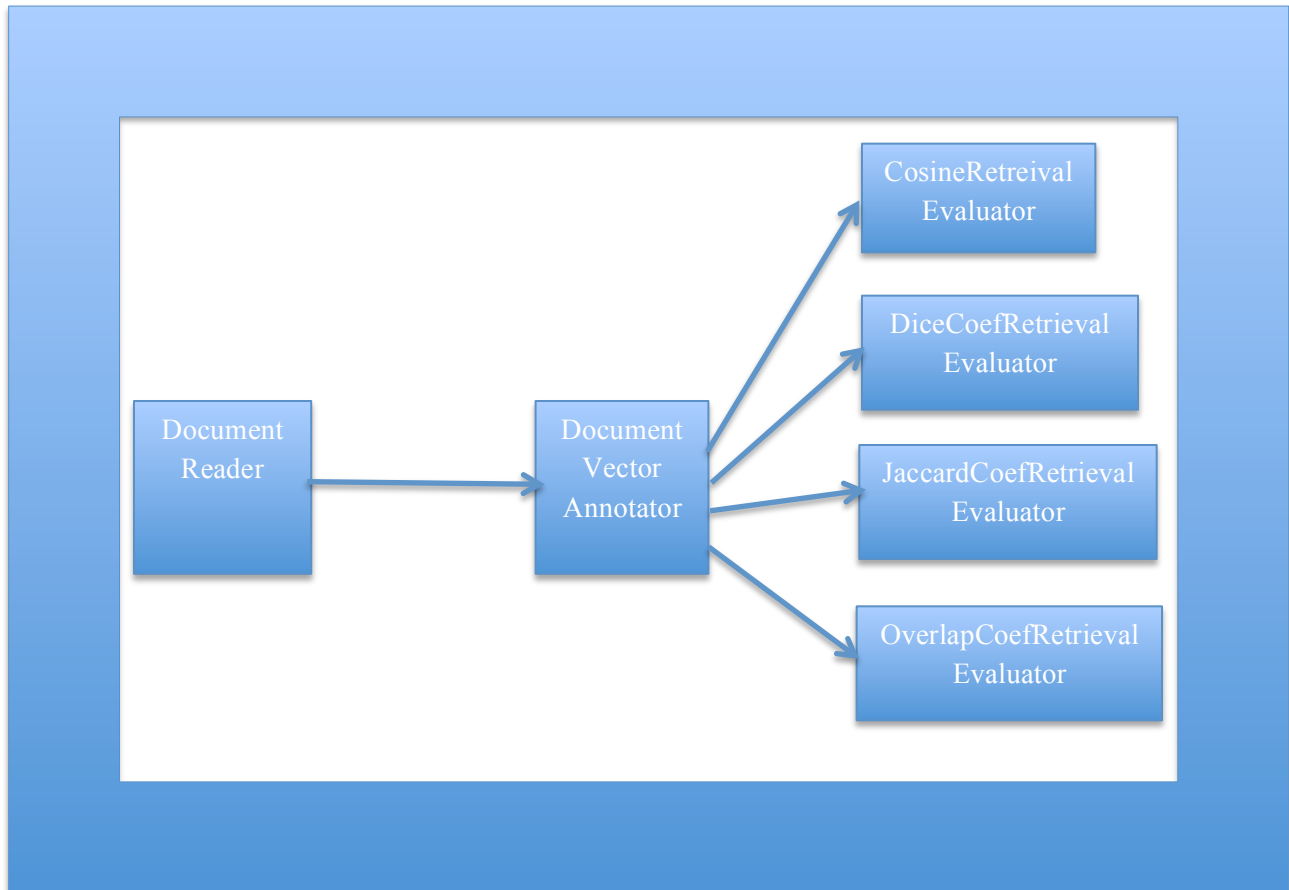 CosineRetreival
Evaluator
DiceCoefRetrieval
Evaluator
Document
Reader
Document
Vector
Annotator
JaccardCoefRetrieval
Evaluator
OverlapCoefRetrieval
Evaluator